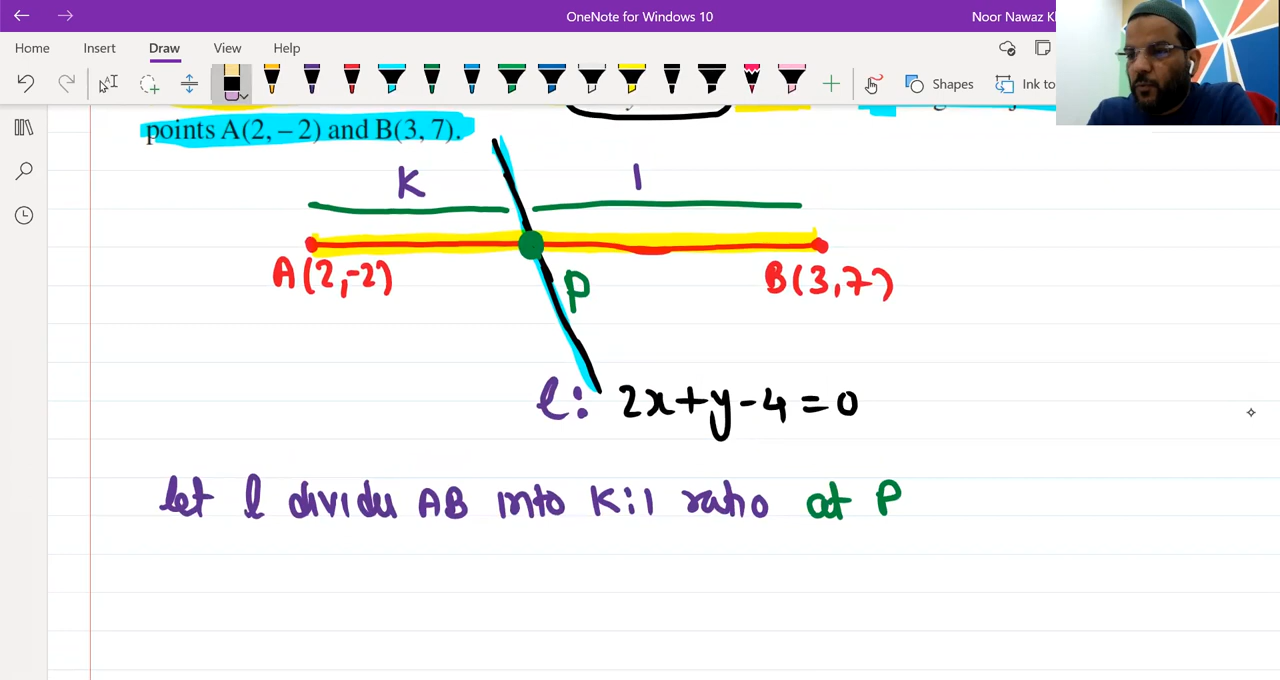 OneNote for Windows 10
Noor Nawaz
Home Insert Draw View Help
Shapes
Ink to
points A(2, – 2) and B(3, 7).
K 1
A(2,-2) B(3,7)
P
l: 2x+y-4=0
let l divides AB into K:1 ratio at P